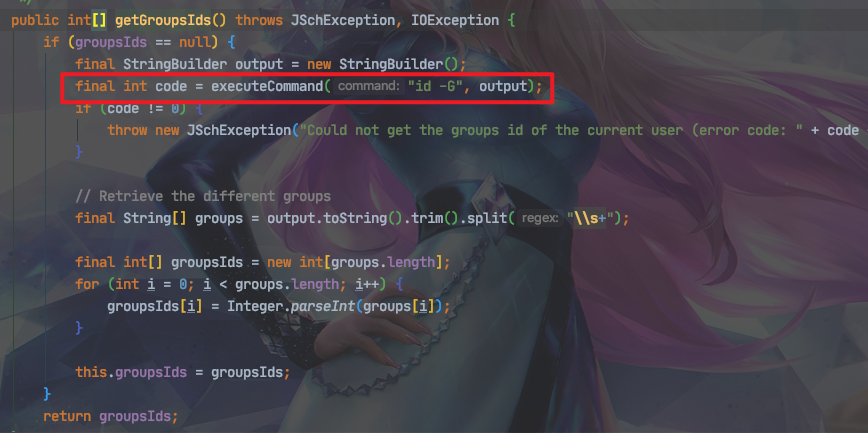 */
public int[] getGroupsIds() throws JSchException, IOException {
    if (groupsIds == null) {
        final StringBuilder output = new StringBuilder();
        final int code = executeCommand( command: "id -G", output);
        if (code != 0) {
            throw new JSchException("Could not get the groups id of the current user (error code: " + code
        }

        // Retrieve the different groups
        final String[] groups = output.toString().trim().split( regex: "\\s+");

        final int[] groupsIds = new int[groups.length];
        for (int i = 0; i < groups.length; i++) {
            groupsIds[i] = Integer.parseInt(groups[i]);
        }

        this.groupsIds = groupsIds;
    }
    return groupsIds;